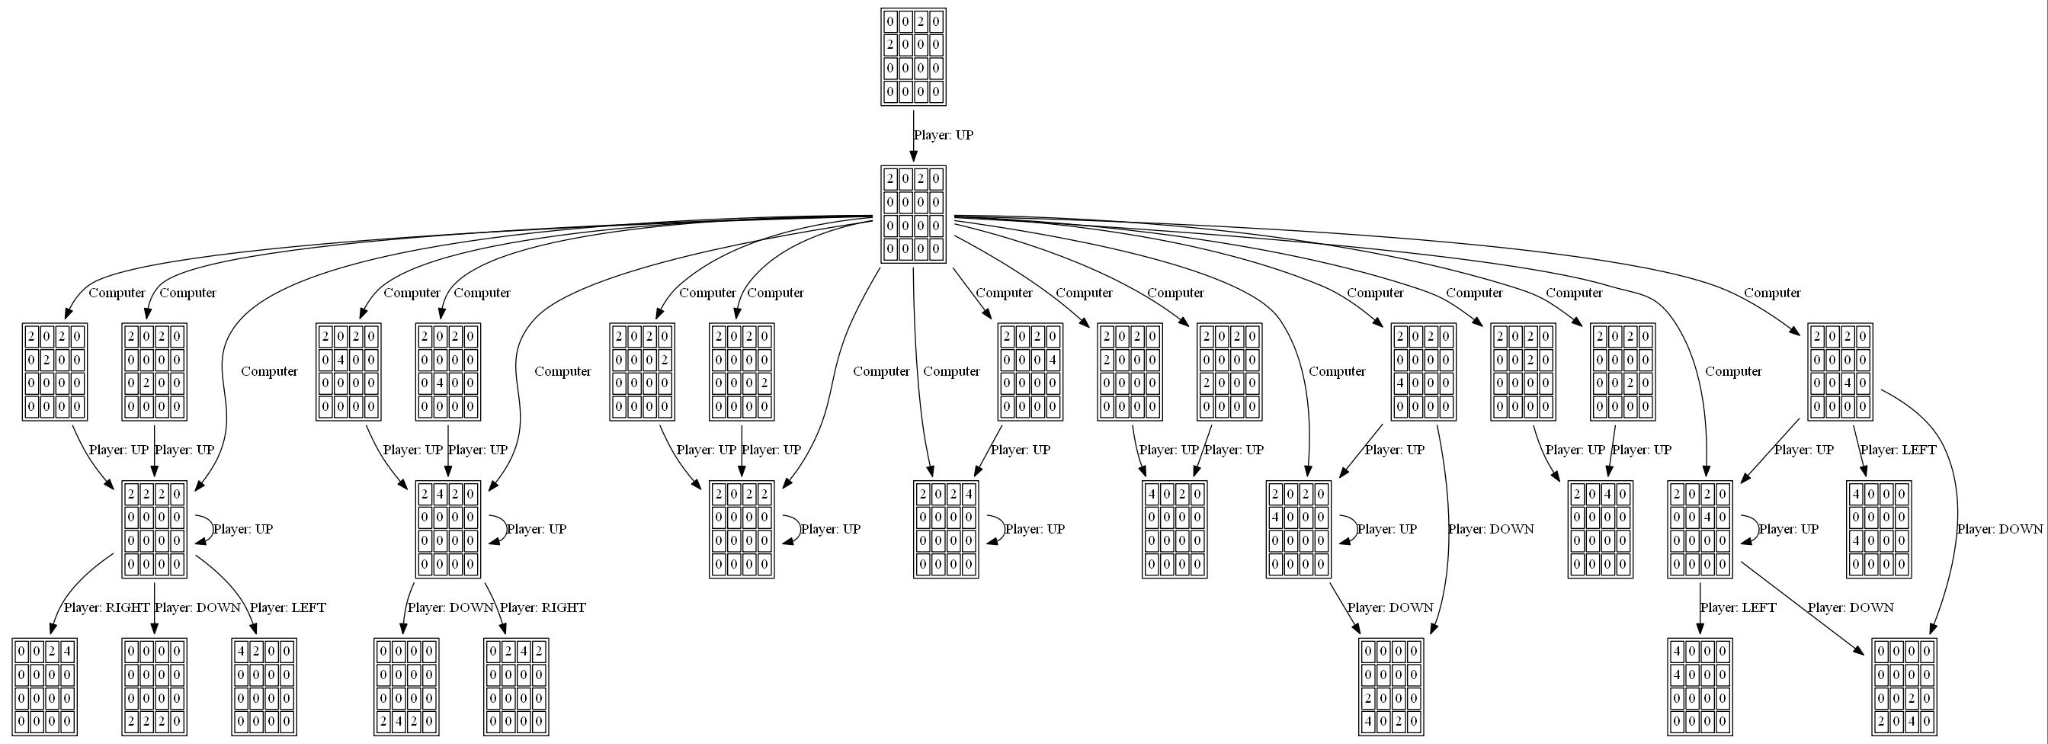 0 0 2 0
2 0 0 0
0 0 0 0
0 0 0 0
Player: UP
2 0 2 0
0 0 0 0
0 0 0 0
0 0 0 0
Computer Computer Computer Computer Computer Computer Computer Computer Computer Computer Computer Computer Computer
2 0 2 0 2 0 2 0 2 0 2 0 2 0 2 0 2 0 2 0 2 0 2 0 2 0 2 0 2 0 2 0 2 0 2 0 2 0 2 0 2 0 2 0 2 0 2 0 2 0 2 0
0 2 0 0 0 0 0 0 0 4 0 0 0 0 0 0 0 0 0 2 0 0 0 0 0 0 0 4 2 0 0 0 0 0 0 0 0 0 0 0 0 0 2 0 0 0 0 0 0 0 0 0
Computer Computer Computer Computer Computer Computer
0 0 0 0 0 2 0 0 0 0 0 0 0 4 0 0 0 0 0 0 0 0 0 2 0 0 0 0 0 0 0 0 2 0 0 0 4 0 0 0 0 0 0 0 0 0 2 0 0 0 4 0
0 0 0 0 0 0 0 0 0 0 0 0 0 0 0 0 0 0 0 0 0 0 0 0 0 0 0 0 0 0 0 0 0 0 0 0 0 0 0 0 0 0 0 0 0 0 0 0 0 0 0 0
Player: UP Player: UP Player: UP Player: UP Player: UP Player: UP Player: UP Player: UP Player: UP Player: UP Player: UP Player: UP Player: UP Player: LEFT
2 2 2 0 2 4 2 0 2 0 2 2 2 0 2 4 4 0 2 0 2 0 2 0 2 0 4 0 2 0 2 0 4 0 0 0
0 0 0 0 0 0 0 0 0 0 0 0 0 0 0 0 0 0 0 0 4 0 0 0 0 0 0 0 0 0 4 0 0 0 0 0
Player: UP Player: UP Player: UP Player: UP Player: UP Player: DOWN Player: UP Player: DOWN
0 0 0 0 0 0 0 0 0 0 0 0 0 0 0 0 0 0 0 0 0 0 0 0 0 0 0 0 0 0 0 0 4 0 0 0
0 0 0 0 0 0 0 0 0 0 0 0 0 0 0 0 0 0 0 0 0 0 0 0 0 0 0 0 0 0 0 0 0 0 0 0
Player: RIGHT Player: DOWN Player: LEFT Player: DOWN Player: RIGHT Player: DOWN Player: LEFT Player: DOWN
0 0 2 4 0 0 0 0 4 2 0 0 0 0 0 0 0 2 4 2 0 0 0 0 4 0 0 0 0 0 0 0
0 0 0 0 0 0 0 0 0 0 0 0 0 0 0 0 0 0 0 0 0 0 0 0 4 0 0 0 0 0 0 0
0 0 0 0 0 0 0 0 0 0 0 0 0 0 0 0 0 0 0 0 2 0 0 0 0 0 0 0 0 0 2 0
0 0 0 0 2 2 2 0 0 0 0 0 2 4 2 0 0 0 0 0 4 0 2 0 0 0 0 0 2 0 4 0